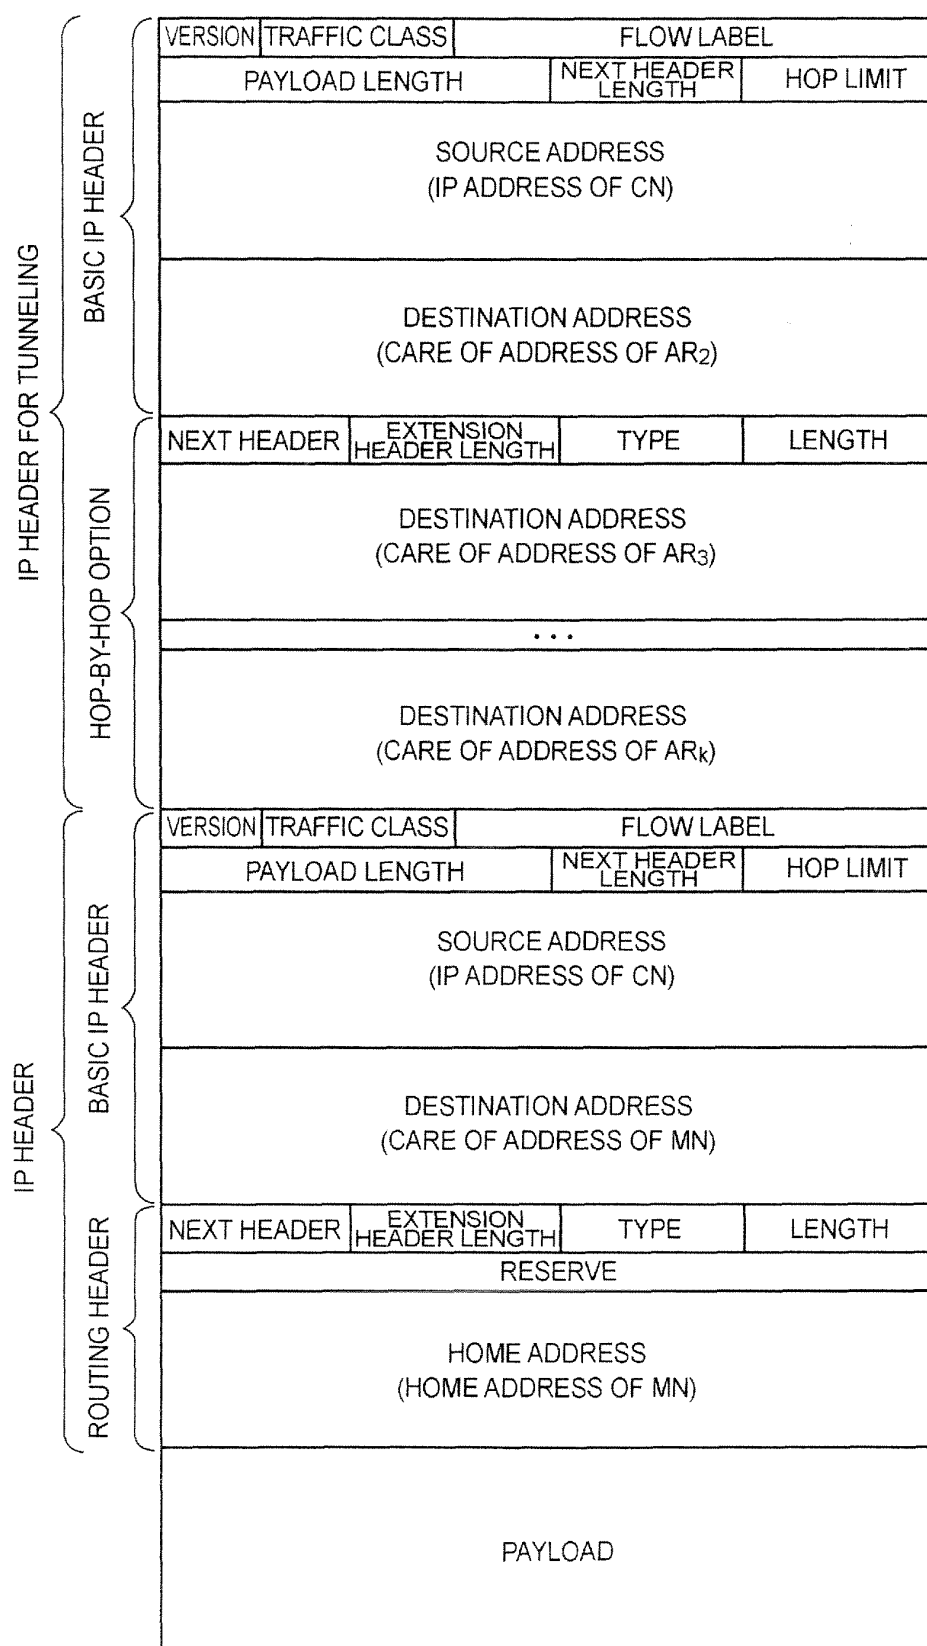 VERSION TRAFFIC CLASS FLOW LABEL
PAYLOAD LENGTH NEXT HEADER LENGTH HOP LIMIT
SOURCE ADDRESS
(IP ADDRESS OF CN)
DESTINATION ADDRESS
(CARE OF ADDRESS OF AR2)
BASIC IP HEADER
IP HEADER FOR TUNNELING
NEXT HEADER EXTENSION HEADER LENGTH TYPE LENGTH
DESTINATION ADDRESS
(CARE OF ADDRESS OF AR3)
...
DESTINATION ADDRESS
(CARE OF ADDRESS OF ARk)
HOP-BY-HOP OPTION
VERSION TRAFFIC CLASS FLOW LABEL
PAYLOAD LENGTH NEXT HEADER LENGTH HOP LIMIT
SOURCE ADDRESS
(IP ADDRESS OF CN)
DESTINATION ADDRESS
(CARE OF ADDRESS OF MN)
BASIC IP HEADER
IP HEADER
NEXT HEADER EXTENSION HEADER LENGTH TYPE LENGTH
RESERVE
HOME ADDRESS
(HOME ADDRESS OF MN)
ROUTING HEADER
PAYLOAD